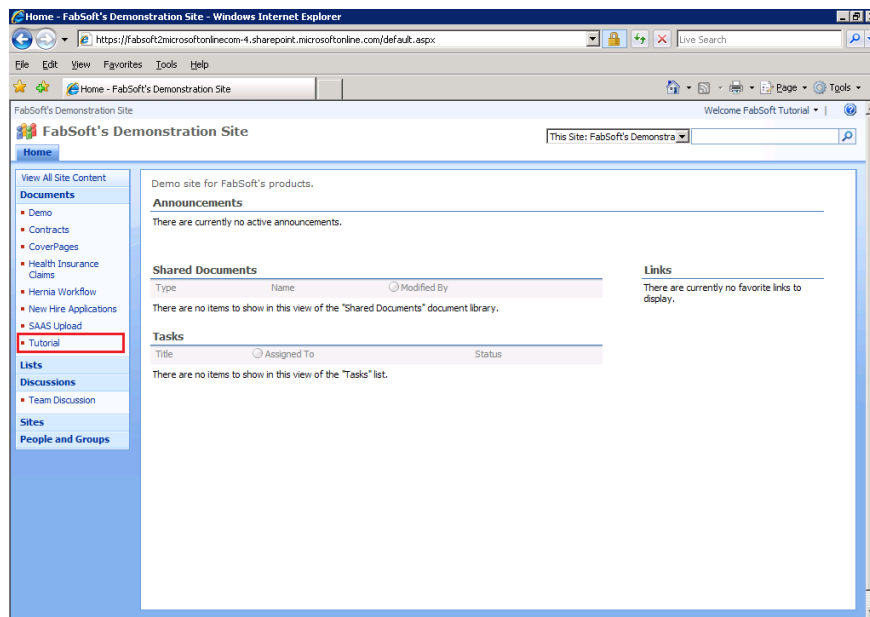 Home - FabSoft's Demonstration Site - Windows Internet Explorer
https://fabsoft2microsoftonlinecom-4.sharepoint.microsoftonline.com/default.aspx
Live Search
File Edit View Favorites Tools Help
Home - FabSoft's Demonstration Site
Page
Tools
FabSoft's Demonstration Site
Welcome FabSoft Tutorial
FabSoft's Demonstration Site
This Site: FabSoft's Demonstra
Home
View All Site Content
Documents
Demo
Contracts
CoverPages
Health Insurance
Claims
Hernia Workflow
New Hire Applications
SAAS Upload
Tutorial
Lists
Discussions
Team Discussion
Sites
People and Groups
Demo site for FabSoft's products.
Announcements
There are currently no active announcements.
Shared Documents
Type Name Modified By
There are no items to show in this view of the "Shared Documents" document library.
Tasks
Title Assigned To Status
There are no items to show in this view of the "Tasks" list.
Links
There are currently no favorite links to
display.